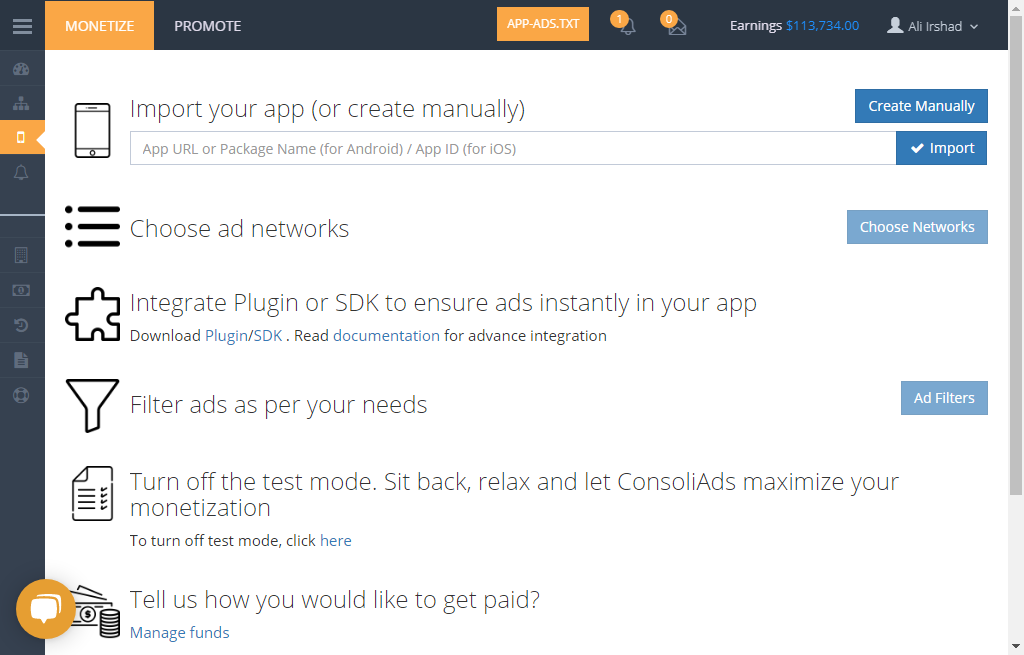 MONETIZE PROMOTE APP-ADS.TXT 1 0 Earnings $113,734.00 Ali Irshad
Import your app (or create manually) Create Manually
App URL or Package Name (for Android) / App ID (for iOS) Import
Choose ad networks Choose Networks
Integrate Plugin or SDK to ensure ads instantly in your app
Download Plugin/SDK . Read documentation for advance integration
Filter ads as per your needs Ad Filters
Turn off the test mode. Sit back, relax and let ConsoliAds maximize your
monetization
To turn off test mode, click here
Tell us how you would like to get paid?
Manage funds